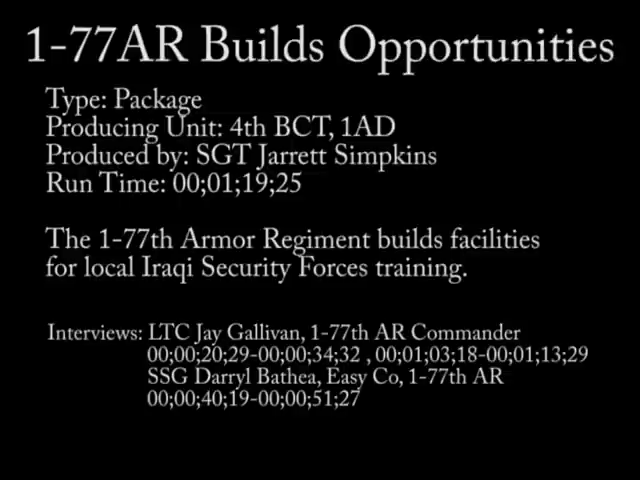 1-77AR Builds Opportunities
Type: Package
Producing Unit: 4th BCT, 1AD
Produced by: SGT Jarrett Simpkins
Run Time: 00;01;19;25
The 1-77th Armor Regiment builds facilities
for local Iraqi Security Forces training.
Interviews: LTC Jay Gallivan, 1-77th AR Commander
00;00;20;29-00;00;34;32 , 00;01;03;18-00;01;13;29
SSG Darryl Bathea, Easy Co, 1-77th AR
00;00;40;19-00;00;51;27